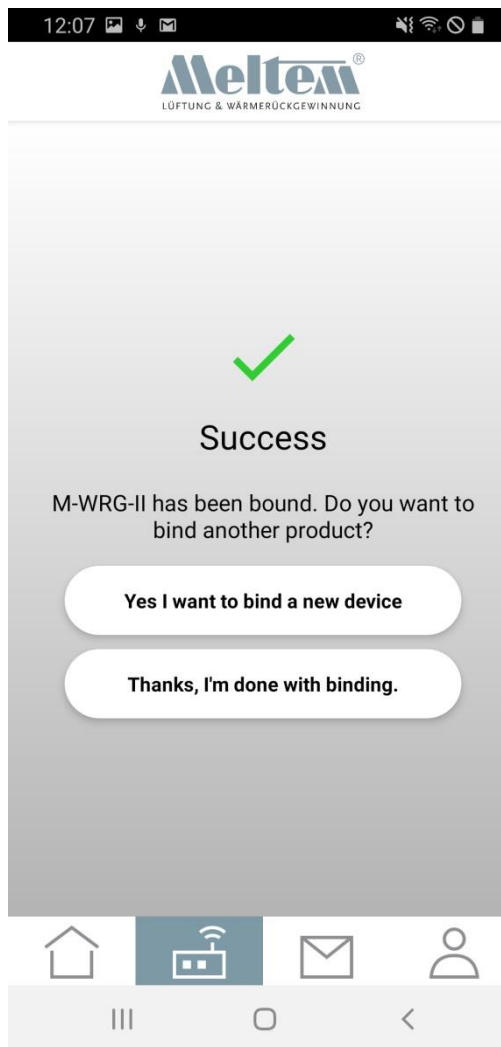 12:07
Meltem®
LÜFTUNG & WÄRMERÜCKGEWINNUNG
Success
M-WRG-II has been bound. Do you want to
bind another product?
Yes I want to bind a new device
Thanks, I'm done with binding.